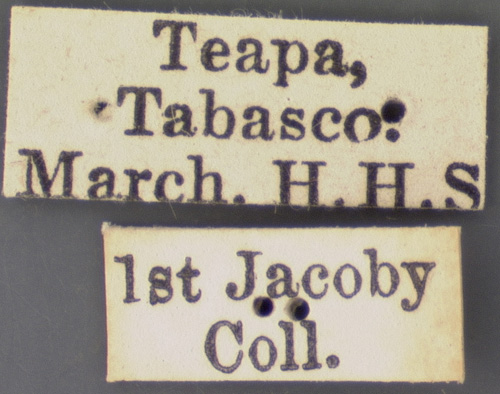 Teapa,
Tabasco.
March. H. H. S
1st Jacoby
Coll.